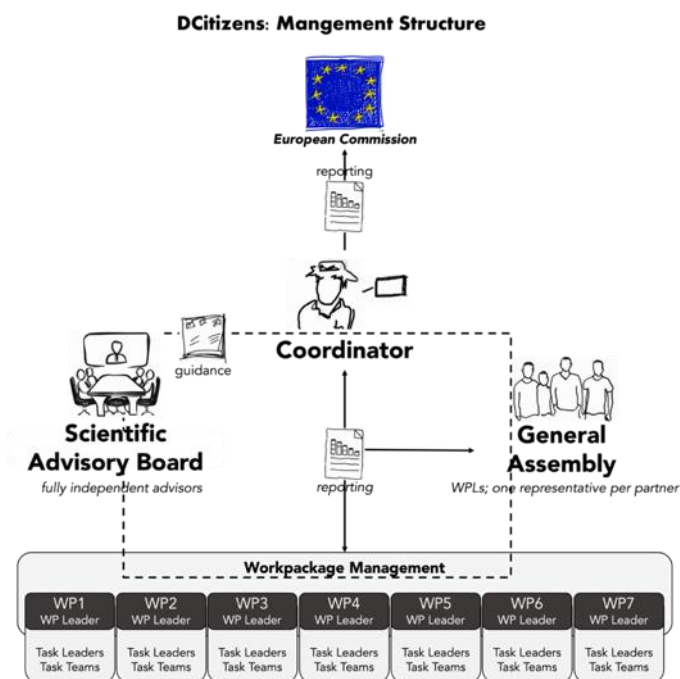 DCitizens: Mangement Structure
European Commission
reporting
Coordinator
guidance
Scientific
Advisory Board
fully independent advisors
General
Assembly
WPLs; one representative per partner
reporting
Workpackage Management
WP1
WP Leader
Task Leaders
Task Teams
WP2
WP Leader
Task Leaders
Task Teams
WP3
WP Leader
Task Leaders
Task Teams
WP4
WP Leader
Task Leaders
Task Teams
WP5
WP Leader
Task Leaders
Task Teams
WP6
WP Leader
Task Leaders
Task Teams
WP7
WP Leader
Task Leaders
Task Teams